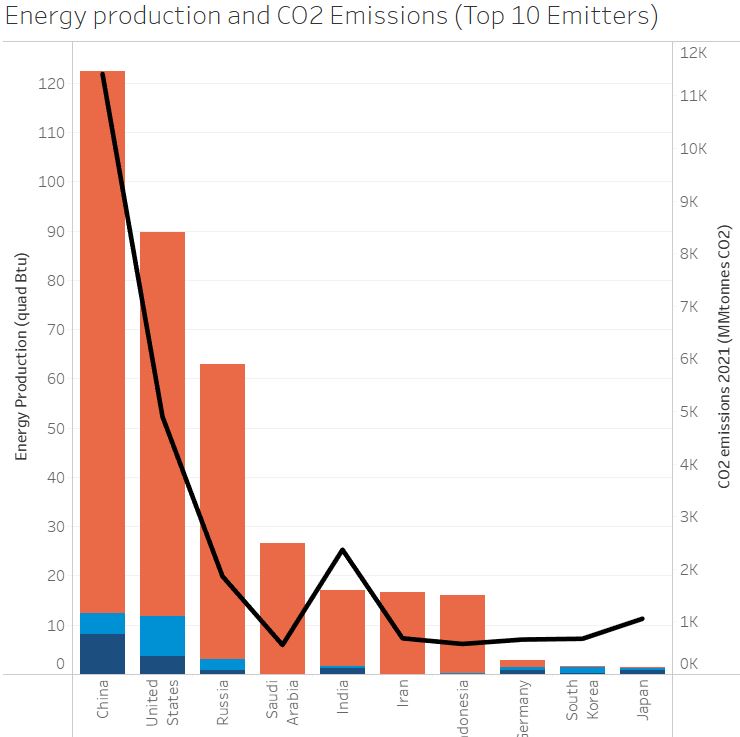 Energy production and CO2 Emissions (Top 10 Emitters)
120
110
100
90
80
70
60
50
40
30
20
10
0
Energy Production (quad Btu)
12K
11K
10K
9K
8K
7K
6K
5K
4K
3K
2K
1K
0K
CO2 emissions 2021 (MMtonnes CO2)
China
United
States
Russia
Saudi
Arabia
India
Iran
ndonesia
ermany
South
Korea
Japan